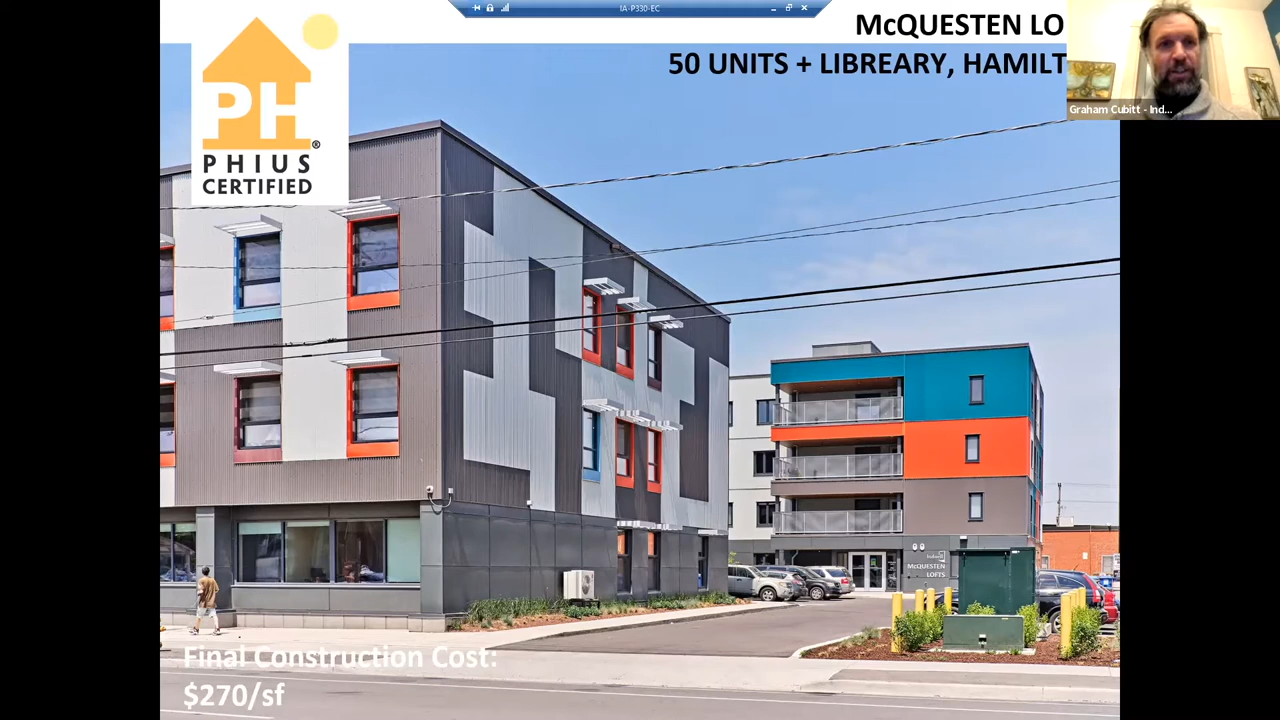 IA-P330-EC
McQUESTEN LO
50 UNITS + LIBREARY, HAMILT
Graham Cubitt - Ind...
PH®
PHIUS
CERTIFIED
Indwell
McQUESTEN
LOFTS
Final Construction Cost:
$270/sf